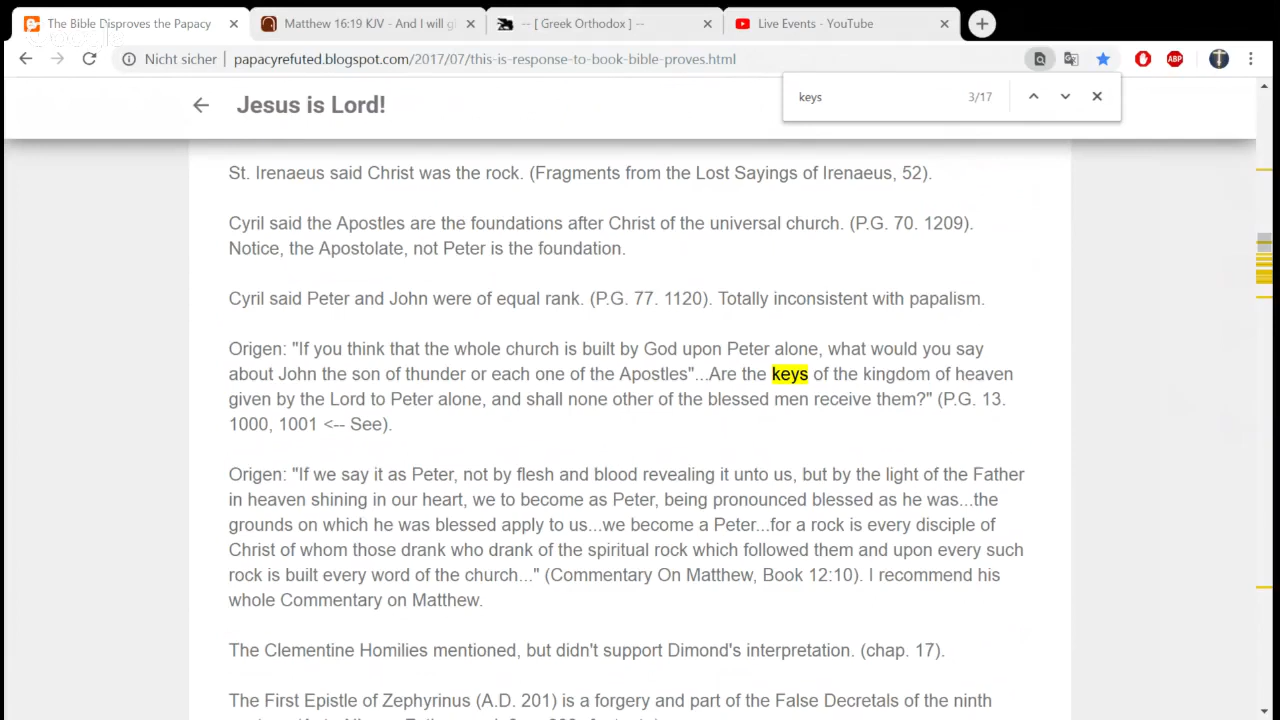 The Bible Disproves the Papacy
Matthew 16:19 KJV - And I will gi
-- [ Greek Orthodox ] --
Live Events - YouTube
Nicht sicher
papacyrefuted.blogspot.com/2017/07/this-is-response-to-book-bible-proves.html
ABP
keys
3/17
Jesus is Lord!
St. Irenaeus said Christ was the rock. (Fragments from the Lost Sayings of Irenaeus, 52).
Cyril said the Apostles are the foundations after Christ of the universal church. (P.G. 70. 1209).
Notice, the Apostolate, not Peter is the foundation.
Cyril said Peter and John were of equal rank. (P.G. 77. 1120). Totally inconsistent with papalism.
Origen: "If you think that the whole church is built by God upon Peter alone, what would you say
about John the son of thunder or each one of the Apostles"...Are the keys of the kingdom of heaven
given by the Lord to Peter alone, and shall none other of the blessed men receive them?" (P.G. 13.
1000, 1001 <-- See).
Origen: "If we say it as Peter, not by flesh and blood revealing it unto us, but by the light of the Father
in heaven shining in our heart, we to become as Peter, being pronounced blessed as he was...the
grounds on which he was blessed apply to us...we become a Peter...for a rock is every disciple of
Christ of whom those drank who drank of the spiritual rock which followed them and upon every such
rock is built every word of the church..." (Commentary On Matthew, Book 12:10). I recommend his
whole Commentary on Matthew.
The Clementine Homilies mentioned, but didn't support Dimond's interpretation. (chap. 17).
The First Epistle of Zephyrinus (A.D. 201) is a forgery and part of the False Decretals of the ninth